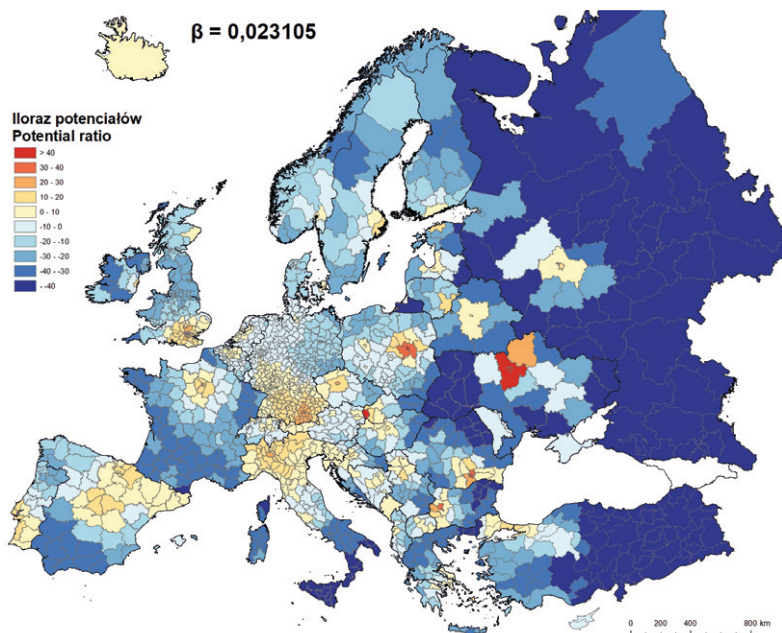 β = 0,023105
Iloraz potenciałów
Potential ratio
> 40
30 - 40
20 - 30
10 - 20
0 - 10
-10 - 0
-20 - -10
-30 - -20
-40 - -30
- -40
0 200 400 800 km